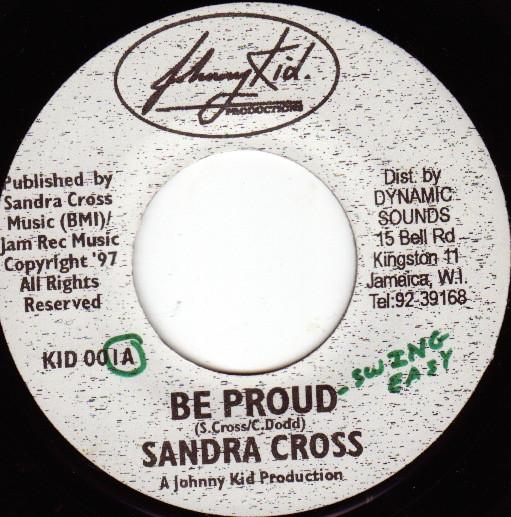 Johnny Kid.
PRODUCTIONS
Published by
Sandra Cross
Music (BMI)/
Jam Rec Music
Copyright '97
All Rights
Reserved
Dist. by
DYNAMIC
SOUNDS
15 Bell Rd
Kingston 11
Jamaica, W.I.
Tel:92-39168
KID 001A
BE PROUD
- SWING
EASY
(S.Cross/C.Dodd)
SANDRA CROSS
A Johnny Kid Production